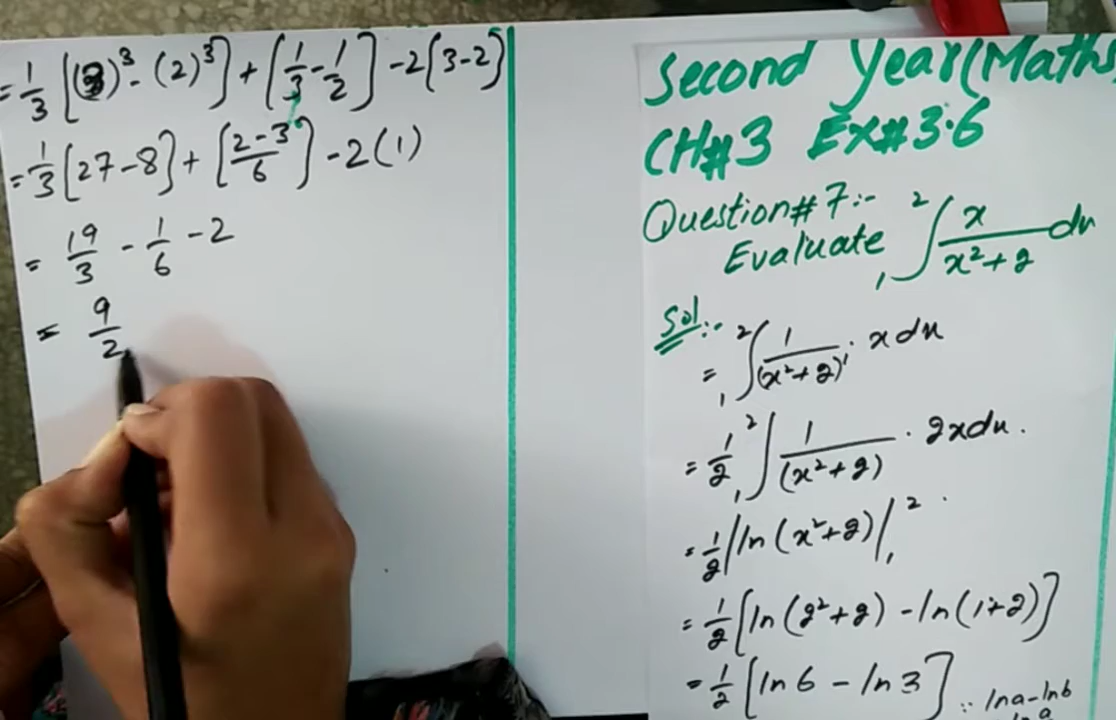 = 1/3 [(3)³ - (2)³] + [1/3 - 1/2] - 2[3-2]
= 1/3 [27-8] + [2-3/6] - 2(1)
= 19/3 - 1/6 - 2
= 9/2
Second Year(Maths
CH#3 Ex#3.6
Question#7:-
Evaluate ₁²∫ x/x²+2 dx
Sol:-
= ₁²∫ 1/(x²+2)¹ . x dx
= 1/2 ₁²∫ 1/(x²+2) . 2x dx .
= 1/2 |ln (x²+2)|₁²
= 1/2 [ln (2²+2) - ln (1+2)]
= 1/2 [ln 6 - ln 3] ∵ ln a - ln b